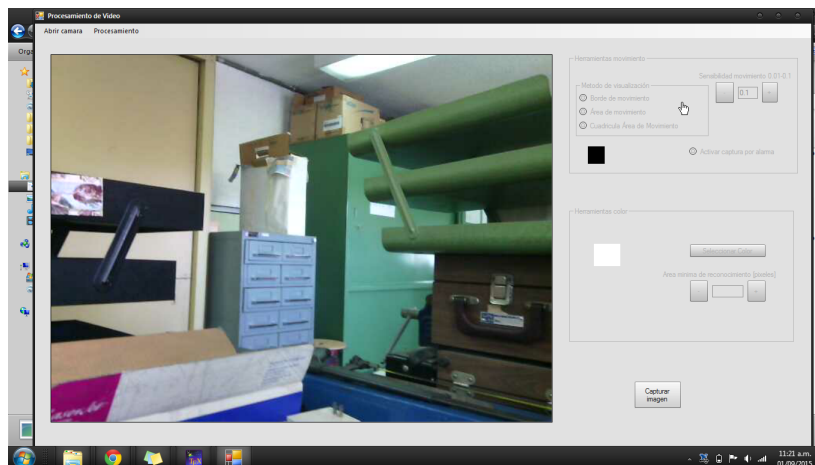 Procesamiento de Video
Abrir camara Procesamiento
Orga
Herramientas movimiento
Sensibilidad movimiento 0.01-0.1
Metodo de visualización
0.1
Borde de movimiento
Área de movimiento
Cuadrícula Área de Movimiento
Activar captura por alarma
Herramientas color
Seleccionar Color
Área minima de reconocimiento [pixeles]
Capturar
imagen
11:21 a.m.
01/09/2015